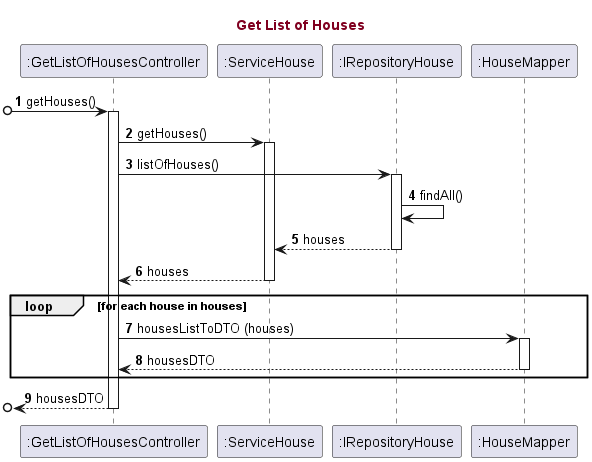 Get List of Houses
:GetListOfHousesController :ServiceHouse :IRepositoryHouse :HouseMapper
1 getHouses()
2 getHouses()
3 listOfHouses()
4 findAll()
5 houses
6 houses
loop [for each house in houses]
7 housesListToDTO (houses)
8 housesDTO
9 housesDTO
:GetListOfHousesController :ServiceHouse :IRepositoryHouse :HouseMapper